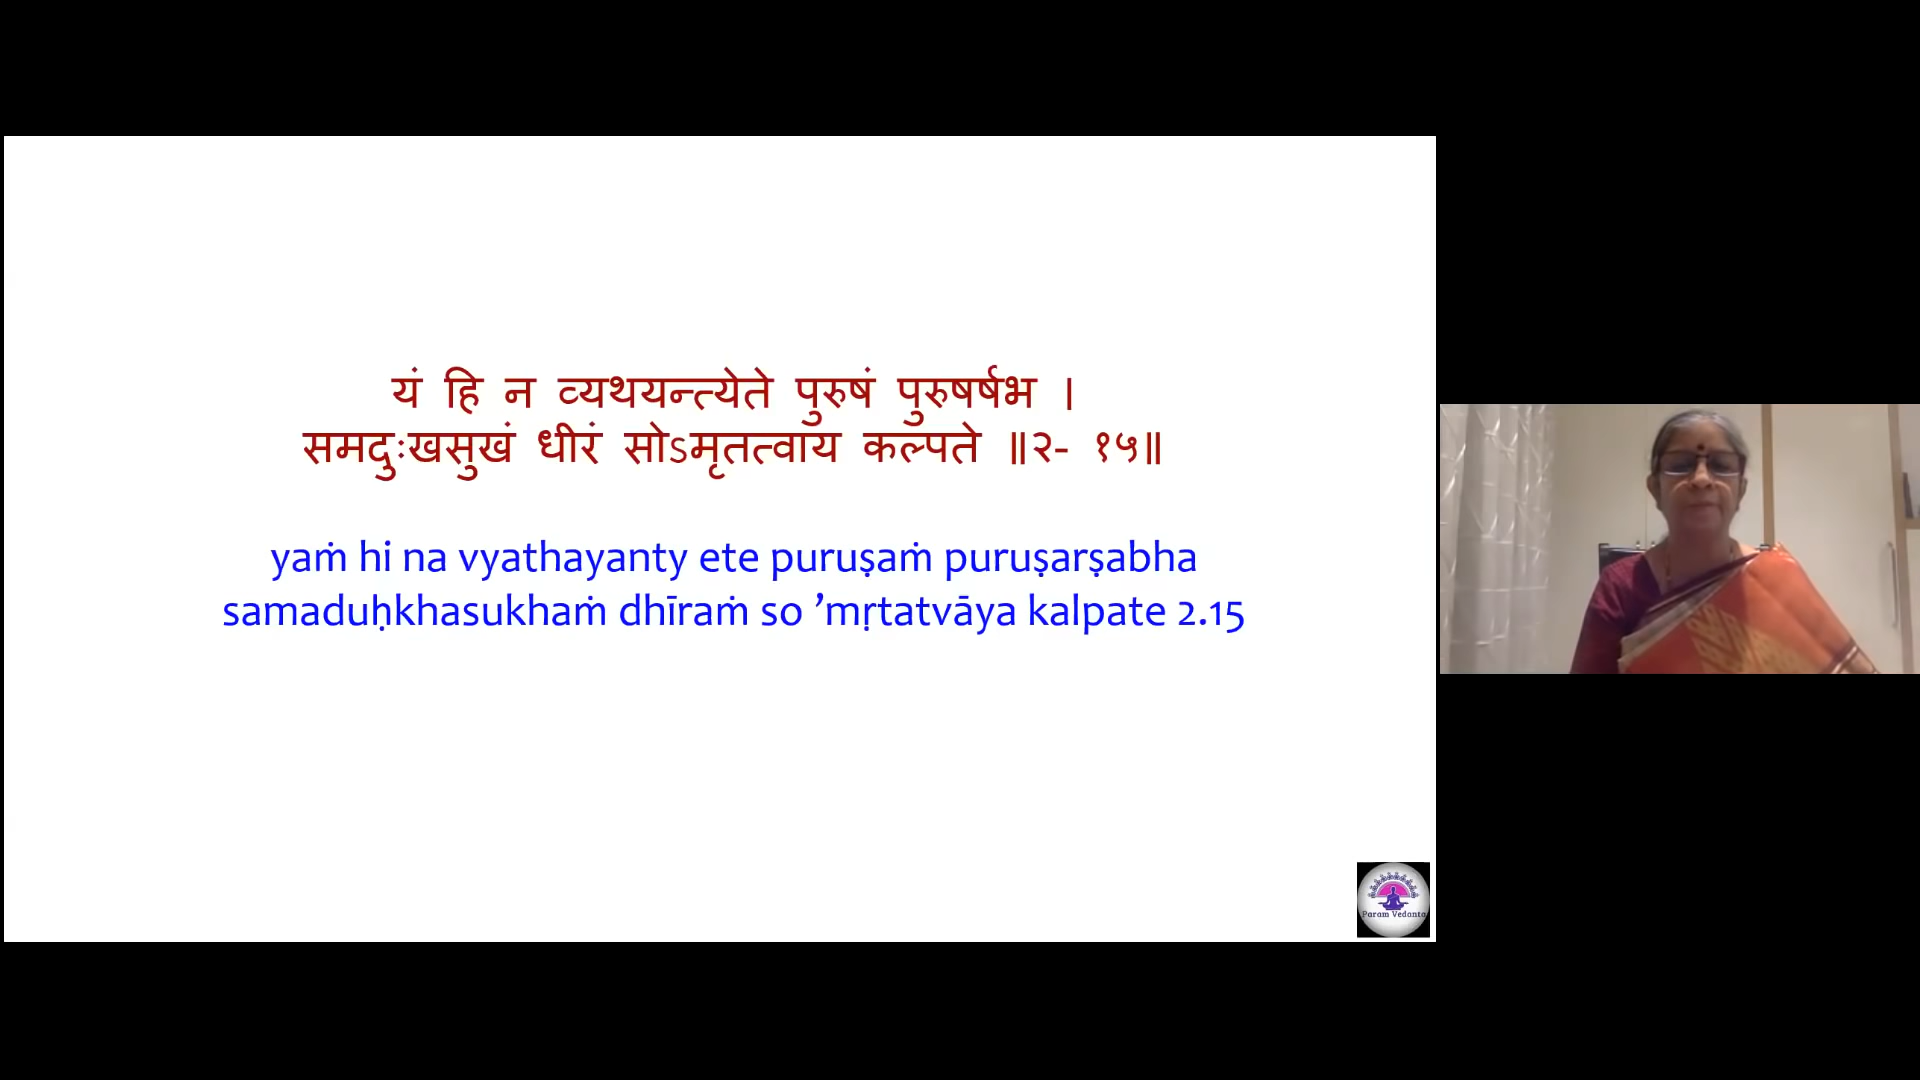 यं हि न व्यथयन्त्येते पुरुषं पुरुषर्षभ ।
समदुःखसुखं धीरं सोऽमृतत्वाय कल्पते ॥२- १५॥
yaṁ hi na vyathayanty ete puruṣaṁ puruṣarṣabha
samaduḥkhasukhaṁ dhīraṁ so ’mṛtatvāya kalpate 2.15
Param Vedanta